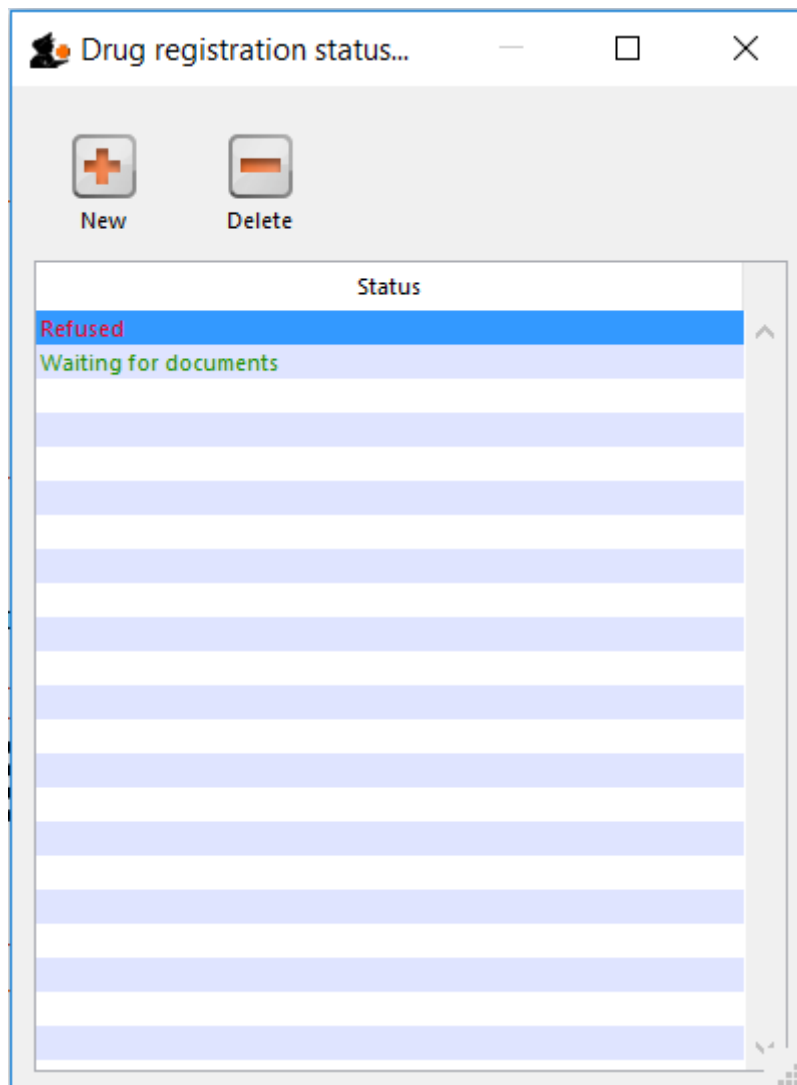 Drug registration status...
New
Delete
Status
Refused
Waiting for documents